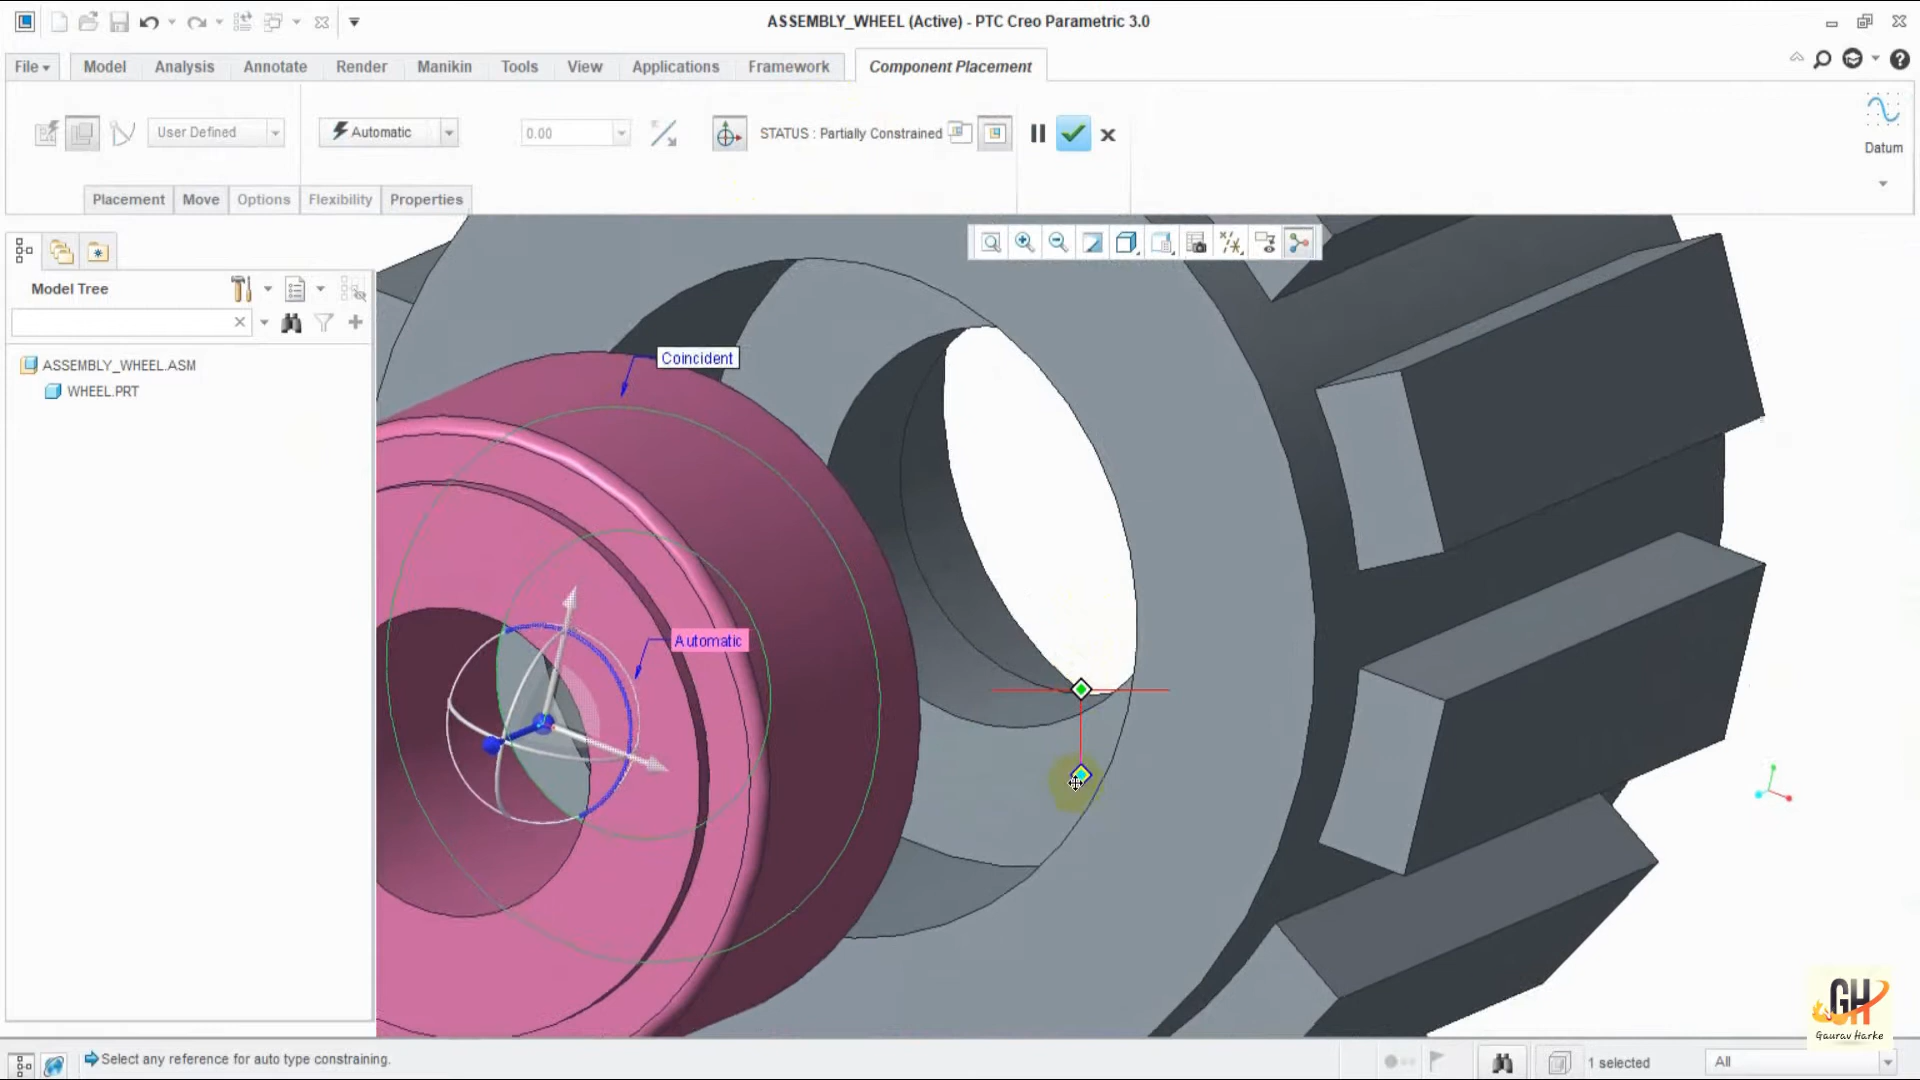 ASSEMBLY_WHEEL (Active) - PTC Creo Parametric 3.0
File Model Analysis Annotate Render Manikin Tools View Applications Framework Component Placement
User Defined Automatic 0.00 STATUS : Partially Constrained
Datum
Placement Move Options Flexibility Properties
Model Tree
ASSEMBLY_WHEEL.ASM
WHEEL.PRT
Coincident
Automatic
GH
Gaurav Harke
Select any reference for auto type constraining.
1 selected
All